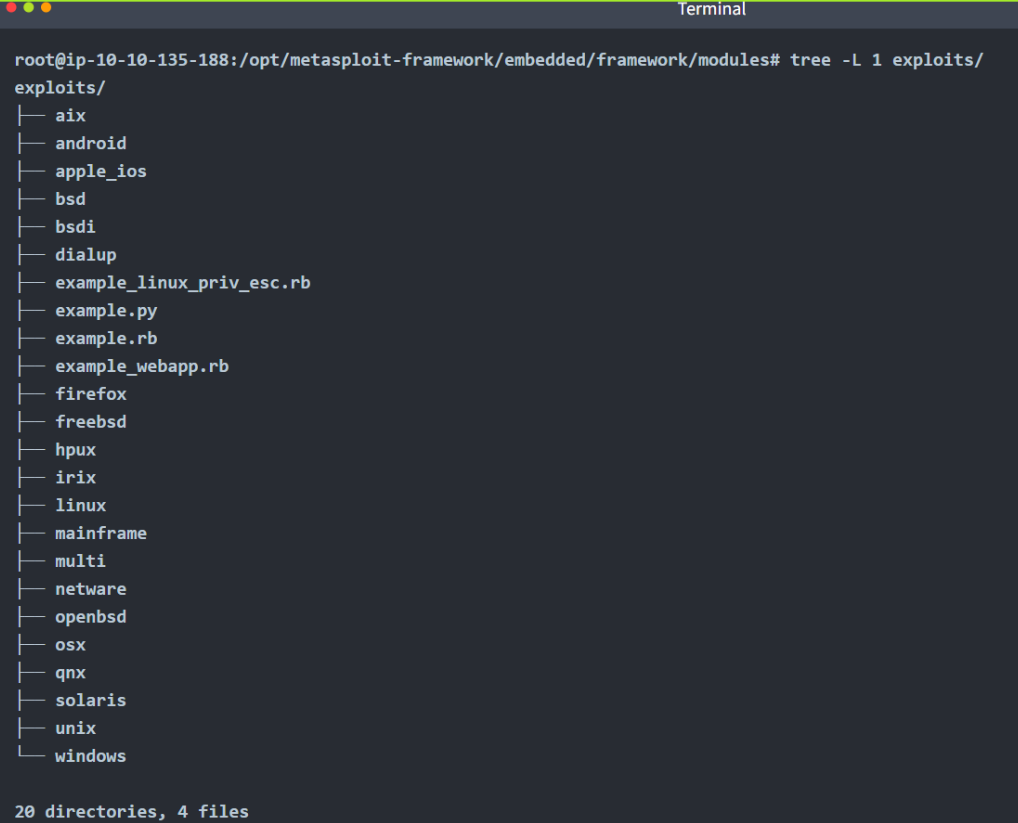 Terminal
root@ip-10-10-135-188:/opt/metasploit-framework/embedded/framework/modules# tree -L 1 exploits/
exploits/
├── aix
├── android
├── apple_ios
├── bsd
├── bsdi
├── dialup
├── example_linux_priv_esc.rb
├── example.py
├── example.rb
├── example_webapp.rb
├── firefox
├── freebsd
├── hpux
├── irix
├── linux
├── mainframe
├── multi
├── netware
├── openbsd
├── osx
├── qnx
├── solaris
├── unix
└── windows
20 directories, 4 files